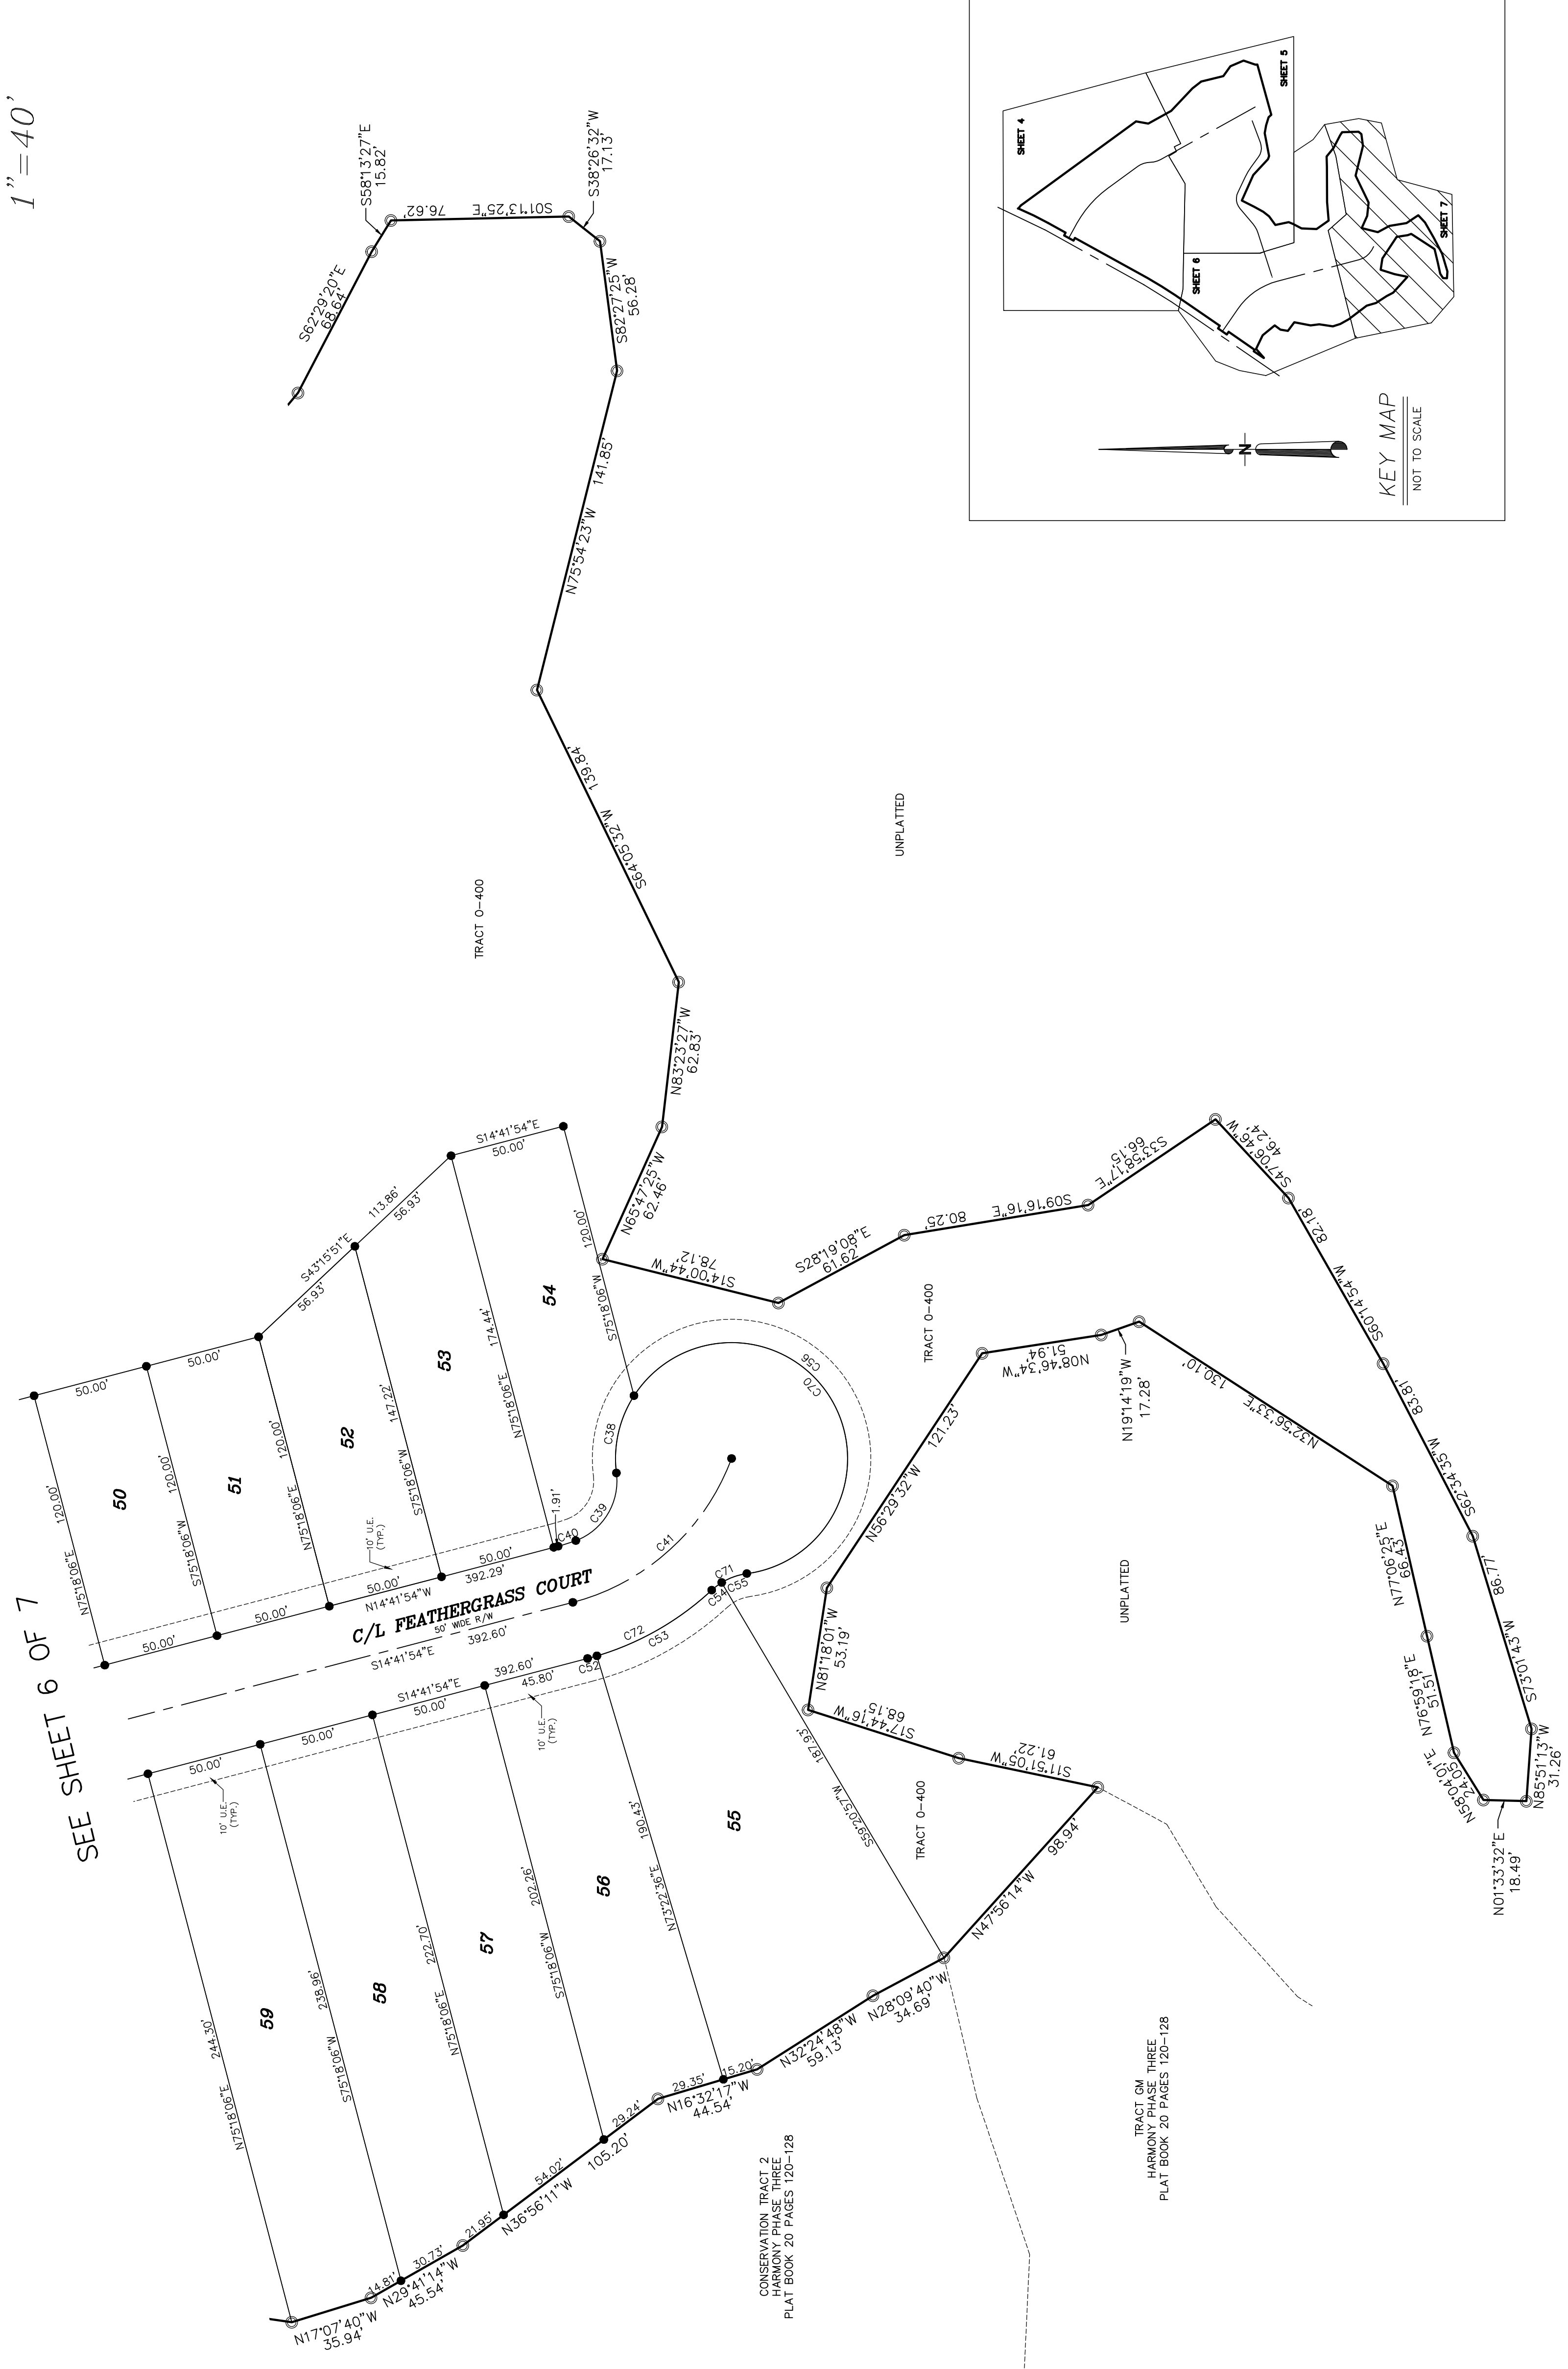 1"=40'
SEE SHEET 6 OF 7
S62°29'20"E
68.64'
S58°13'27"E
15.82'
S01°13'25"E 76.62'
S38°26'32"W
17.13'
S82°27'25"W
56.28'
N75°54'23"W 141.85'
S64°05'32"W 139.84'
N83°23'27"W
62.83'
N65°47'25"W
62.46'
S14°00'44"W
78.12'
S28°19'08"E
61.62'
S09°16'16"E 80.25'
S33°58'17"E
66.15'
S47°06'46"W
46.24'
S60°14'54"W 82.18'
S62°34'35"W 83.81'
S73°01'43"W 86.77'
N85°51'13"W
31.26'
N01°33'32"E
18.49'
N58°04'01"E
24.05'
N76°59'18"E
51.51'
N77°06'25"E
66.43'
N32°56'33"E 130.10'
N19°14'19"W
17.28'
N08°46'34"W
51.94'
N56°29'32"W 121.23'
N81°18'01"W
53.19'
S17°44'16"W
68.15'
S11°51'05"W
61.22'
N47°56'14"W 98.94'
N28°09'40"W
34.69'
N32°24'48"W
59.13'
15.20'
29.35'
N16°32'17"W
44.54'
29.24'
54.02'
21.95'
N36°56'11"W 105.20'
30.73'
14.81'
N29°41'14"W
45.54'
N17°07'40"W
35.94'
TRACT O-400
UNPLATTED
TRACT O-400
UNPLATTED
TRACT O-400
50
N75°18'06"E 120.00'
50.00'
50.00'
S75°18'06"W 120.00'
51
50.00'
50.00'
N75°18'06"E 120.00'
52
S43°15'51"E 113.86'
56.93'
56.93'
50.00'
S75°18'06"W 147.22'
53
50.00'
N75°18'06"E 174.44'
S14°41'54"E
50.00'
54
S75°18'06"W 120.00'
1.91'
N14°41'54"W 392.29'
10' U.E.
(TYP.)
C/L FEATHERGRASS COURT
50' WIDE R/W
S14°41'54"E 392.60'
C38
C39
C40
C41
C56
C70
C71
C54
C55
C72
C53
C52
S14°41'54"E 392.60'
50.00'
50.00'
50.00'
45.80'
10' U.E.
(TYP.)
10' U.E.
(TYP.)
59
N75°18'06"E 244.30'
S75°18'06"W 238.96'
58
N75°18'06"E 222.70'
57
S75°18'06"W 202.26'
56
N73°22'36"E 190.43'
55
S59°20'57"W 187.93'
CONSERVATION TRACT 2
HARMONY PHASE THREE
PLAT BOOK 20 PAGES 120-128
TRACT GM
HARMONY PHASE THREE
PLAT BOOK 20 PAGES 120-128
SHEET 4
SHEET 5
SHEET 6
SHEET 7
N
KEY MAP
NOT TO SCALE